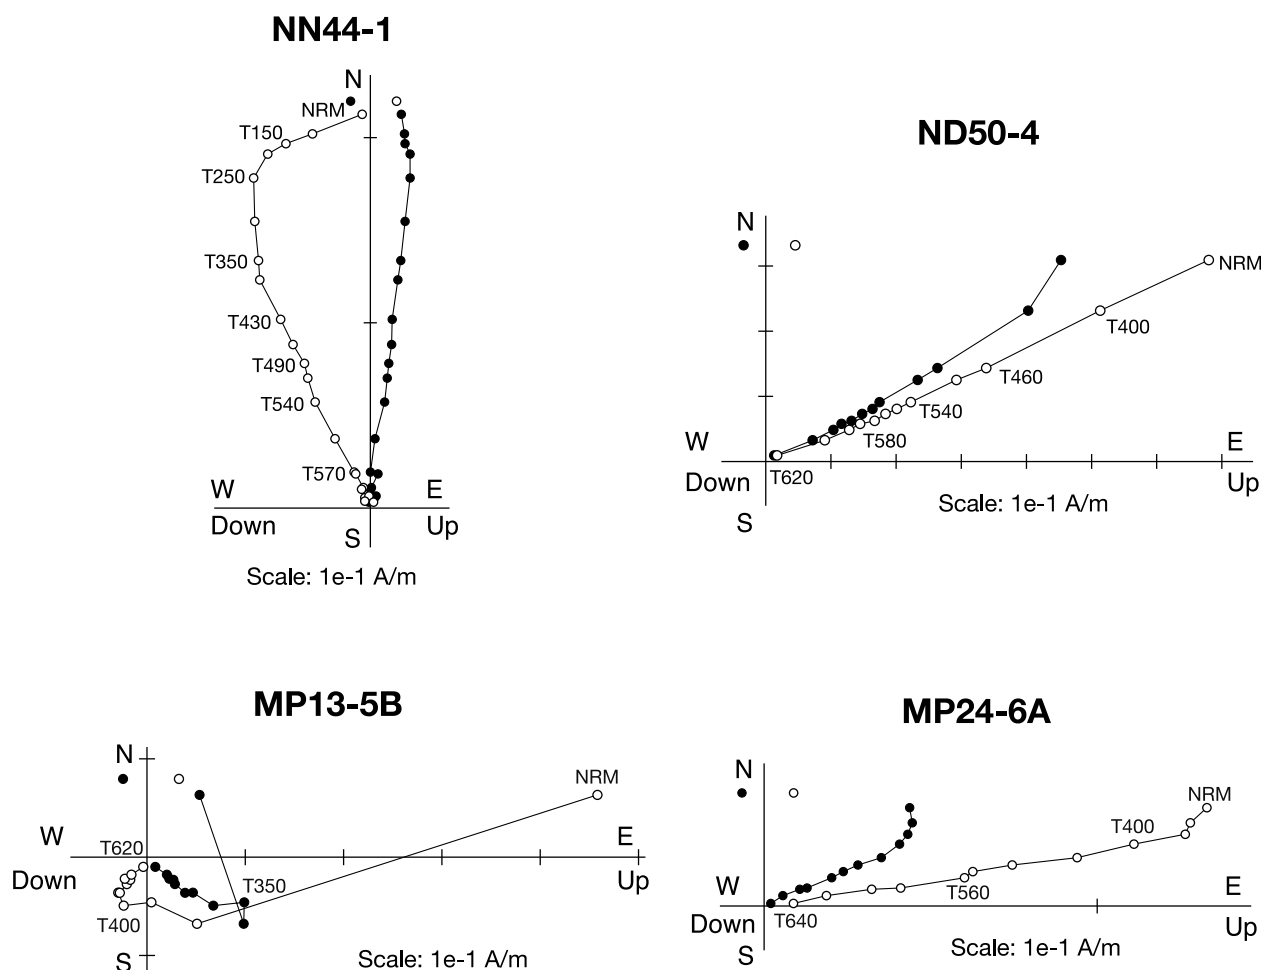 NN44-1
N
NRM
T150
T250
T350
T430
T490
T540
T570
W
E
Down
Up
S
Scale: 1e-1 A/m
ND50-4
N
NRM
T400
T460
T540
T580
W
E
Down
T620
Up
Scale: 1e-1 A/m
S
MP13-5B
N
NRM
W
E
T620
Down
T350
Up
T400
Scale: 1e-1 A/m
S
MP24-6A
N
NRM
T400
W
T560
E
Down
T640
Up
S
Scale: 1e-1 A/m